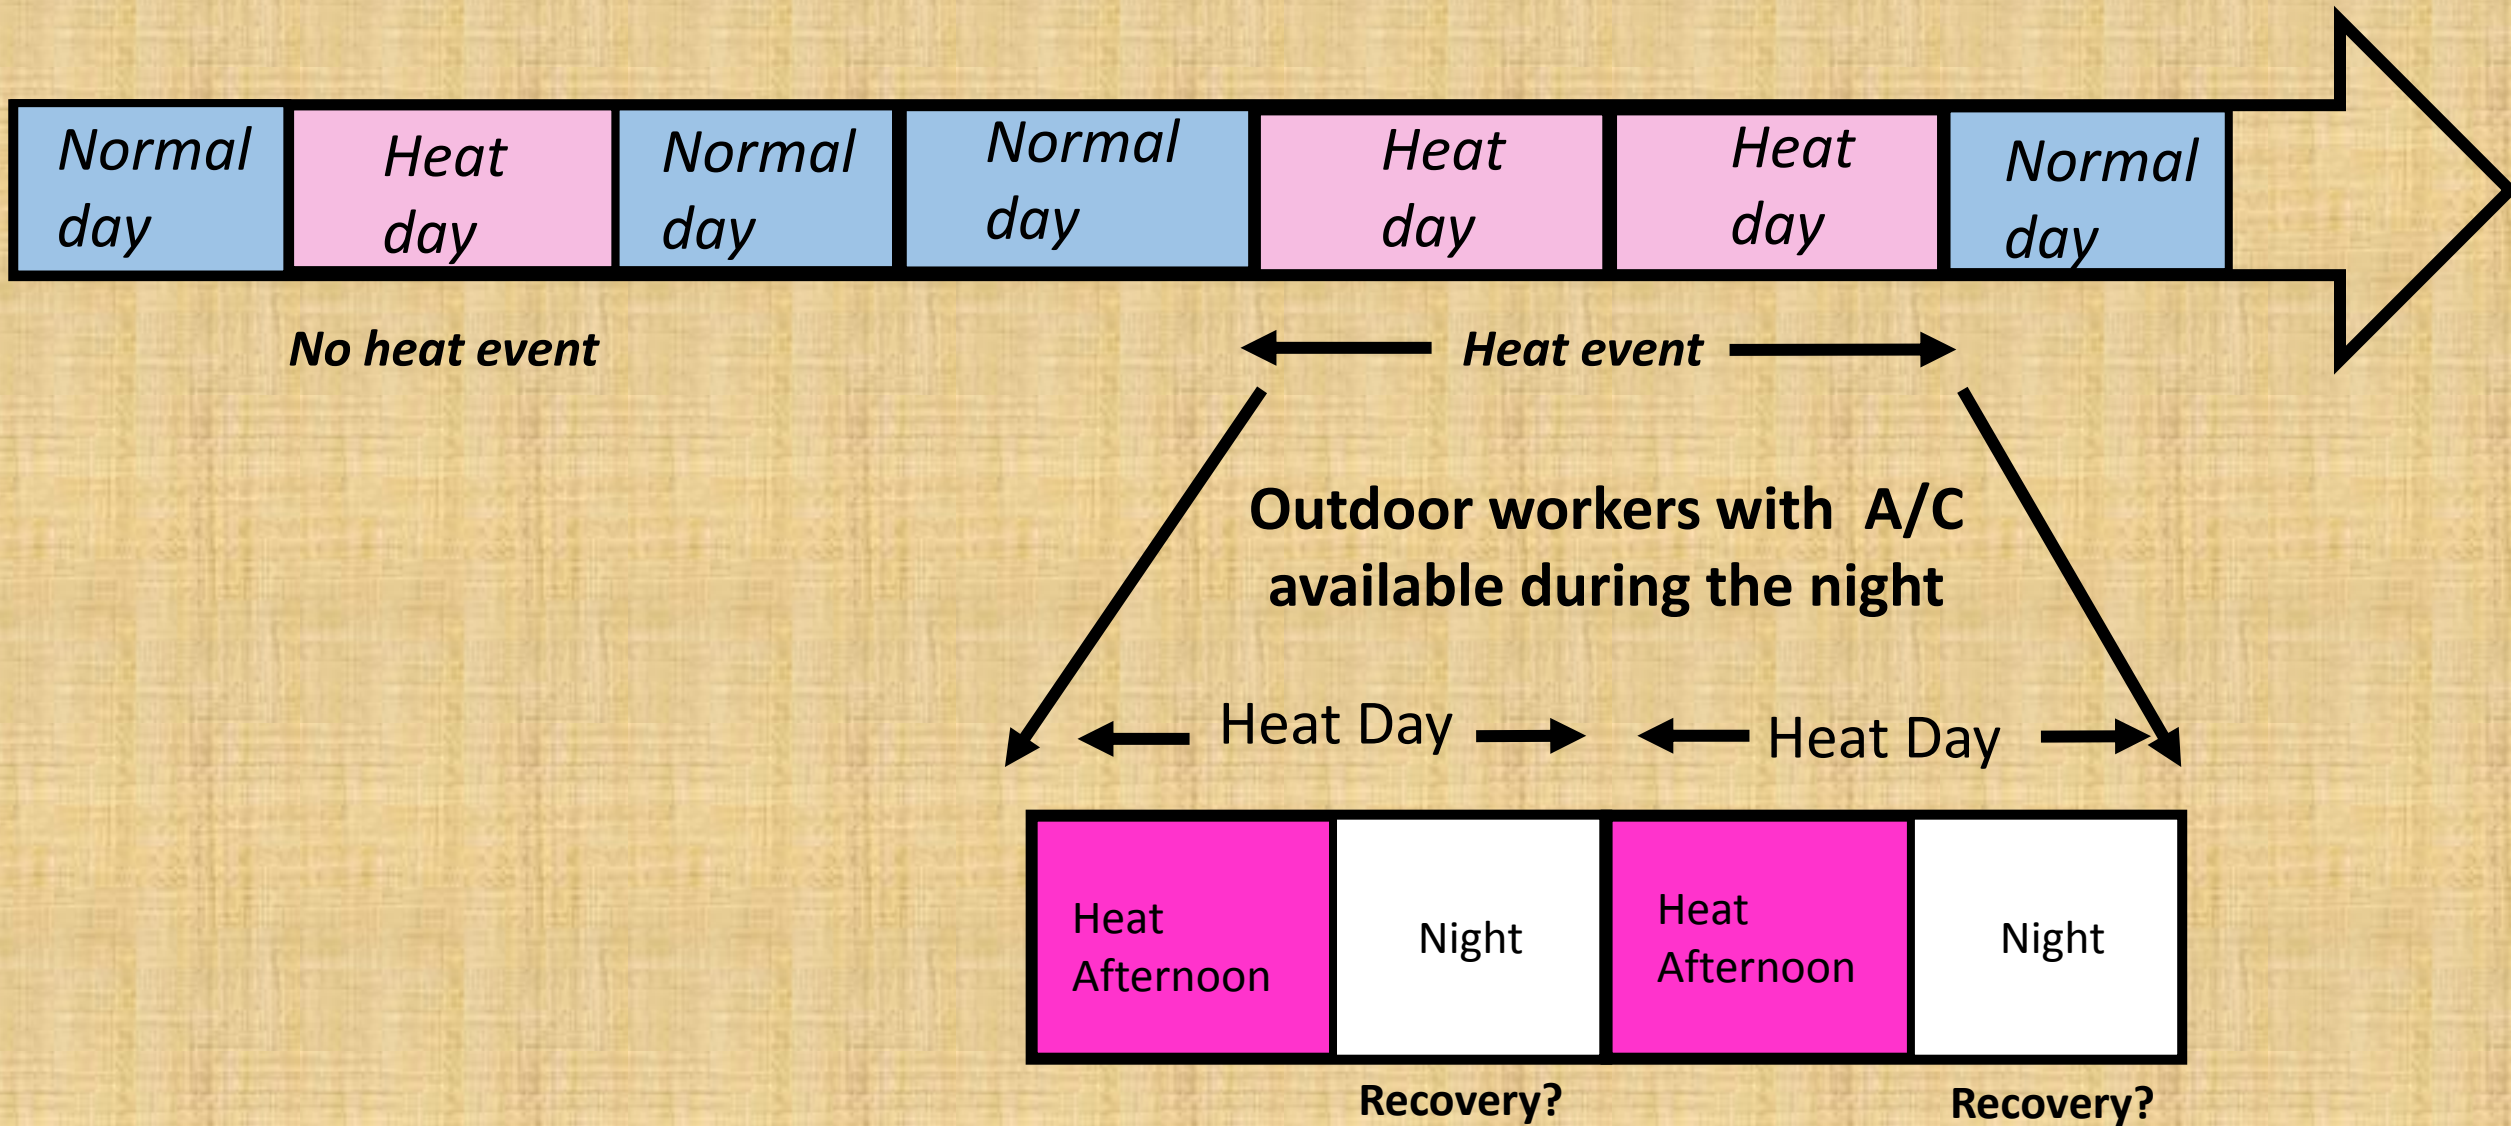 Normal
day
Heat
day
Normal
day
Normal
day
Heat
day
Heat
day
Normal
day
No heat event
Heat event
Outdoor workers with  A/C
available during the night
Heat Day
Heat Day
Heat
Afternoon
Night
Heat
Afternoon
Night
Recovery?
Recovery?